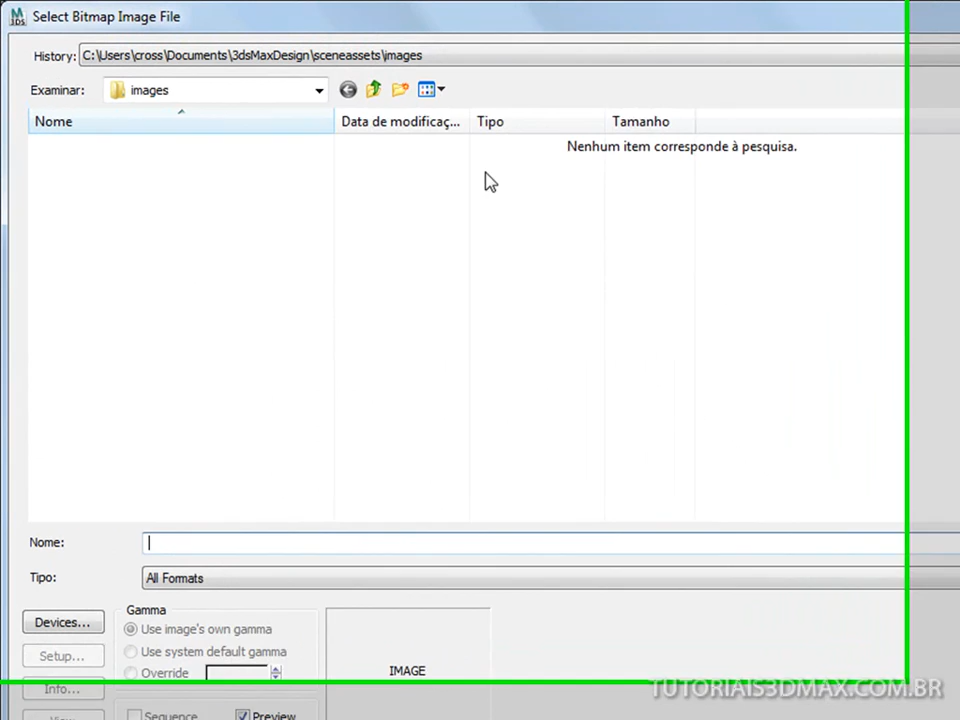 3DS
Select Bitmap Image File
History: C:\Users\cross\Documents\3dsMaxDesign\sceneassets\images
Examinar: images
Nome Data de modificaç... Tipo Tamanho
Nenhum item corresponde à pesquisa.
Nome:
Tipo: All Formats
Devices... Gamma
Use image's own gamma
Setup... Use system default gamma
Override IMAGE
Info...
TUTORIAIS3DMAX.COM.BR
View
Sequence Preview